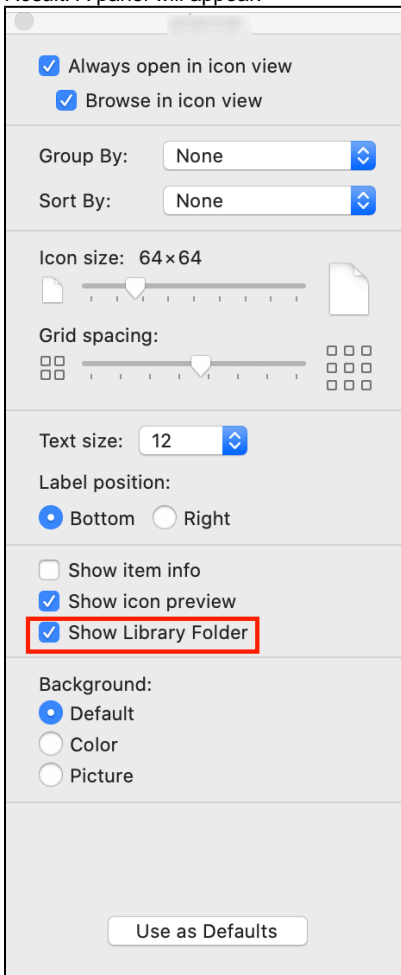 Result: A panel will appear.
Always open in icon view
Browse in icon view
Group By: None
Sort By: None
Icon size: 64×64
Grid spacing:
Text size: 12
Label position:
Bottom Right
Show item info
Show icon preview
Show Library Folder
Background:
Default
Color
Picture
Use as Defaults